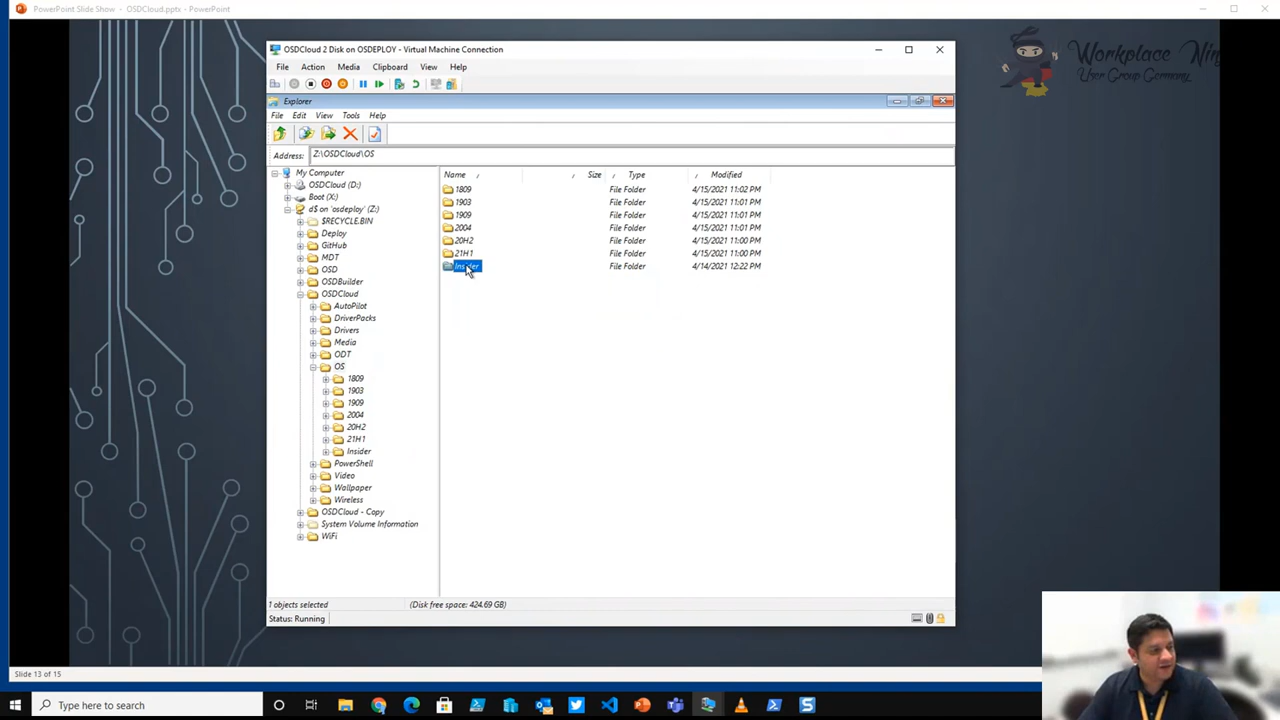 PowerPoint Slide Show - OSDCloud.pptx - PowerPoint
Workplace Nin
User Group Germany
OSDCloud 2 Disk on OSDEPLOY - Virtual Machine Connection
File Action Media Clipboard View Help
Explorer
File Edit View Tools Help
Address: Z:\OSDCloud\OS
My Computer
OSDCloud (D:)
Boot (X:)
d$ on 'osdeploy' (Z:)
$RECYCLE.BIN
Deploy
GitHub
MDT
OSD
OSDBuilder
OSDCloud
AutoPilot
DriverPacks
Drivers
Media
ODT
OS
1809
1903
1909
2004
20H2
21H1
Insider
PowerShell
Video
Wallpaper
Wireless
OSDCloud - Copy
System Volume Information
WiFi
Name Size Type Modified
1809 File Folder 4/15/2021 11:02 PM
1903 File Folder 4/15/2021 11:01 PM
1909 File Folder 4/15/2021 11:01 PM
2004 File Folder 4/15/2021 11:01 PM
20H2 File Folder 4/15/2021 11:00 PM
21H1 File Folder 4/15/2021 11:00 PM
Insider File Folder 4/14/2021 12:22 PM
1 objects selected (Disk free space: 424.69 GB)
Status: Running
Slide 13 of 15
Type here to search